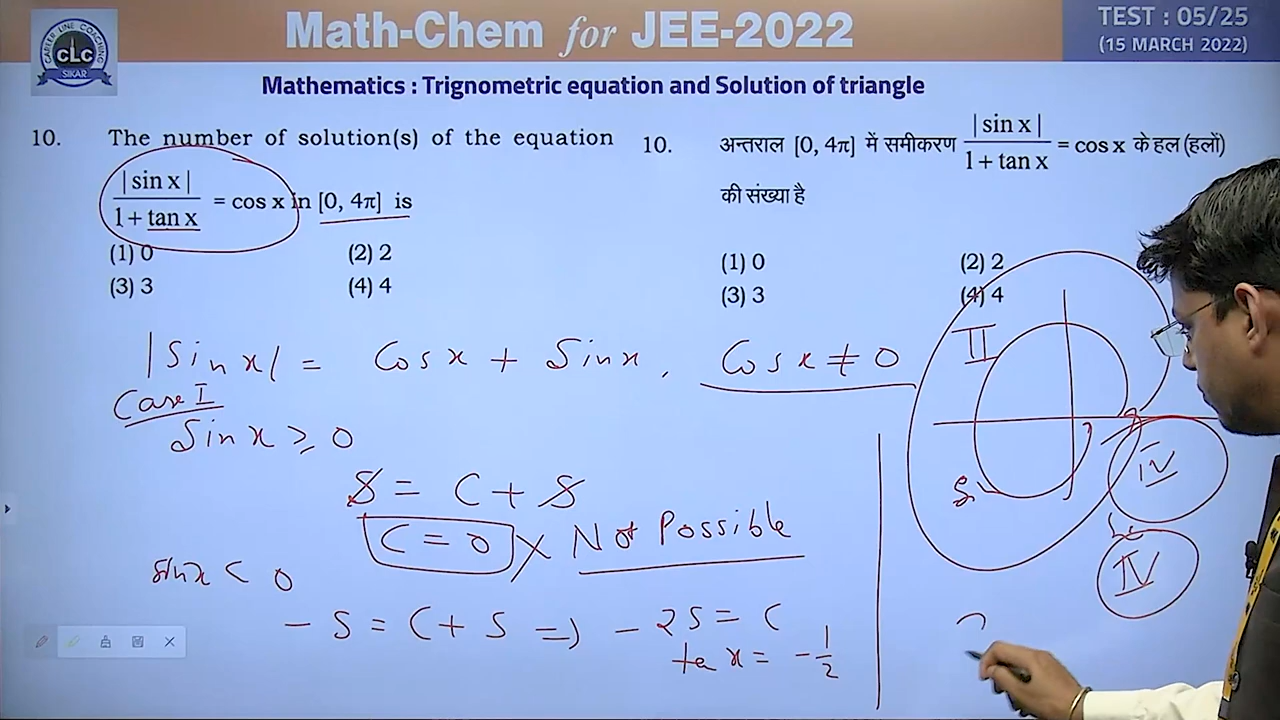 CAREER LINE COACHING
CLC
SIKAR
Math-Chem for JEE-2022
TEST : 05/25
(15 MARCH 2022)
Mathematics : Trignometric equation and Solution of triangle
10. The number of solution(s) of the equation
|sin x| / 1 + tan x = cos x in [0, 4π] is
(1) 0 (2) 2
(3) 3 (4) 4
10. अन्तराल [0, 4π] में समीकरण |sin x| / 1 + tan x = cos x के हल (हलों)
की संख्या है
(1) 0 (2) 2
(3) 3 (4) 4
|Sin x| = Cos x + Sin x, Cos x ≠ 0
Case I
Sin x ≥ 0
S = C + S
C = 0 X Not Possible
sin x < 0
- S = C + S => - 2S = C
tan x = - 1/2
II
IV
IV